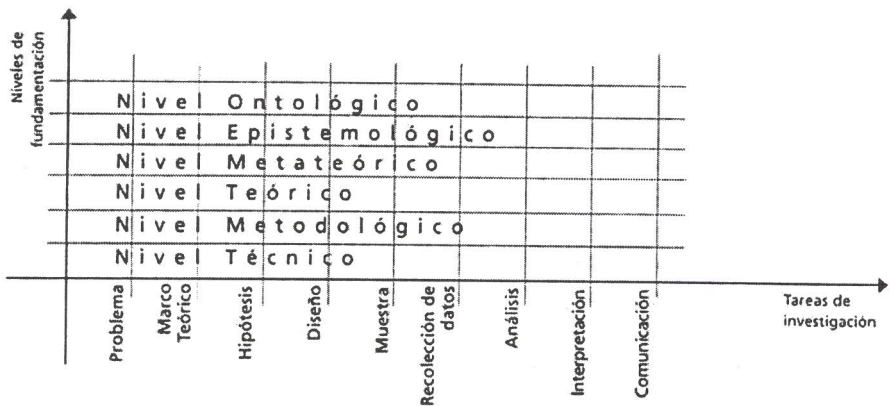 Niveles de
fundamentación
Nivel Ontológico
Nivel Epistemológico
Nivel Metateórico
Nivel Teórico
Nivel Metodológico
Nivel Técnico
Problema
Marco
Teórico
Hipótesis
Diseño
Muestra
Recolección de
datos
Análisis
Interpretación
Comunicación
Tareas de
investigación